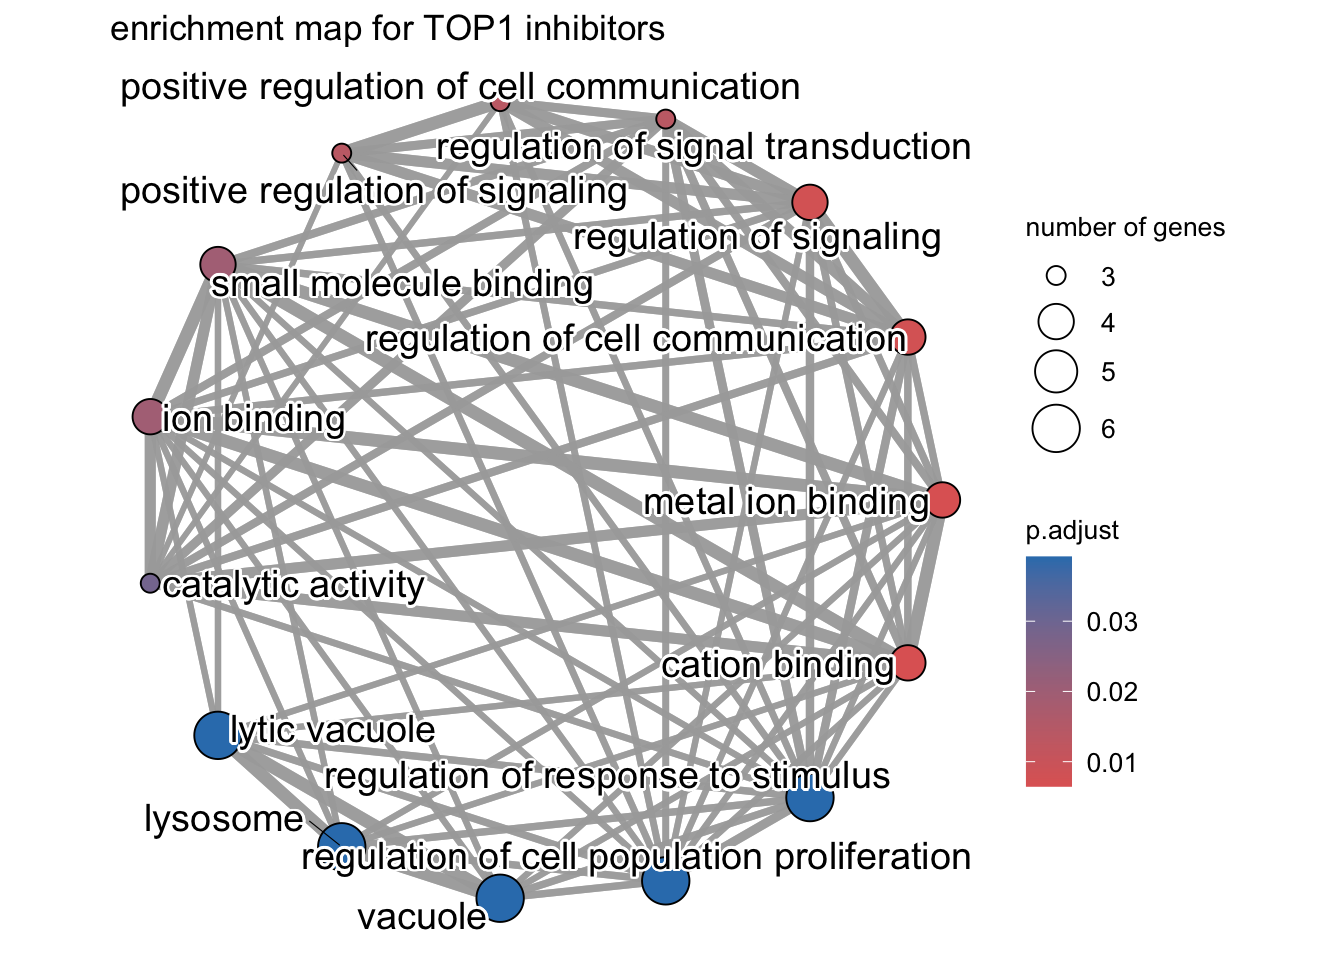 enrichment map for TOP1 inhibitors
positive regulation of cell communication
regulation of signal transduction
positive regulation of signaling
regulation of signaling
small molecule binding
regulation of cell communication
ion binding
metal ion binding
catalytic activity
cation binding
lytic vacuole
regulation of response to stimulus
lysosome
regulation of cell population proliferation
vacuole
number of genes
3
4
5
6
p.adjust
0.03
0.02
0.01